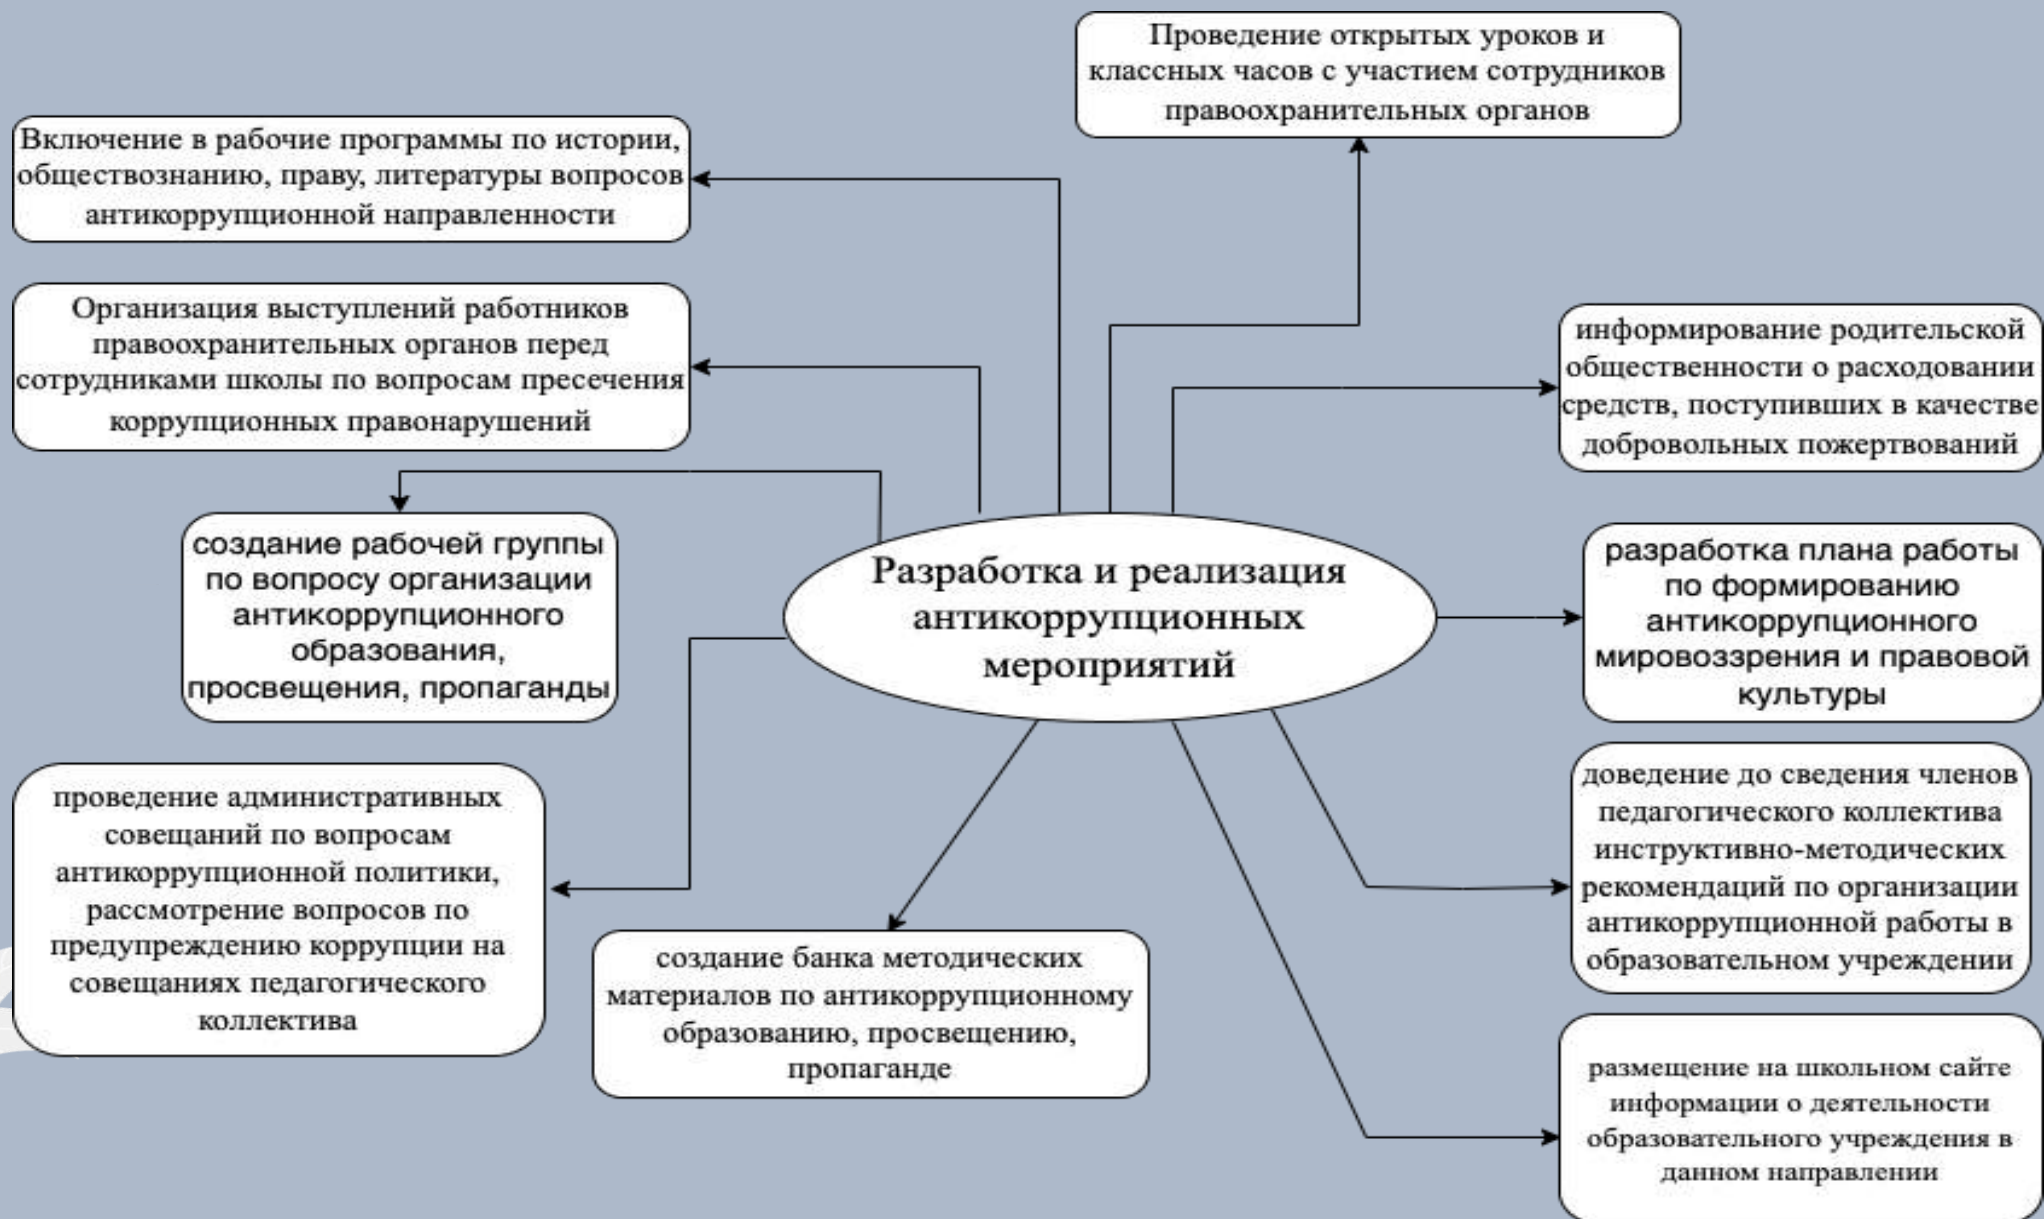 Проведение открытых уроков и
классных часов с участием сотрудников
правоохранительных органов
Включение в рабочие программы по истории,
обществознанию, праву, литературы вопросов
антикоррупционной направленности
Организация выступлений работников
правоохранительных органов перед
сотрудниками школы по вопросам пресечения
коррупционных правонарушений
информирование родительской
общественности о расходовании
средств, поступивших в качестве
добровольных пожертвований
создание рабочей группы
по вопросу организации
антикоррупционного
образования,
просвещения, пропаганды
Разработка и реализация
антикоррупционных
мероприятий
разработка плана работы
по формированию
антикоррупционного
мировоззрения и правовой
культуры
проведение административных
совещаний по вопросам
антикоррупционной политики,
рассмотрение вопросов по
предупреждению коррупции на
совещаниях педагогического
коллектива
доведение до сведения членов
педагогического коллектива
инструктивно-методических
рекомендаций по организации
антикоррупционной работы в
образовательном учреждении
создание банка методических
материалов по антикоррупционному
образованию, просвещению,
пропаганде
размещение на школьном сайте
информации о деятельности
образовательного учреждения в
данном направлении